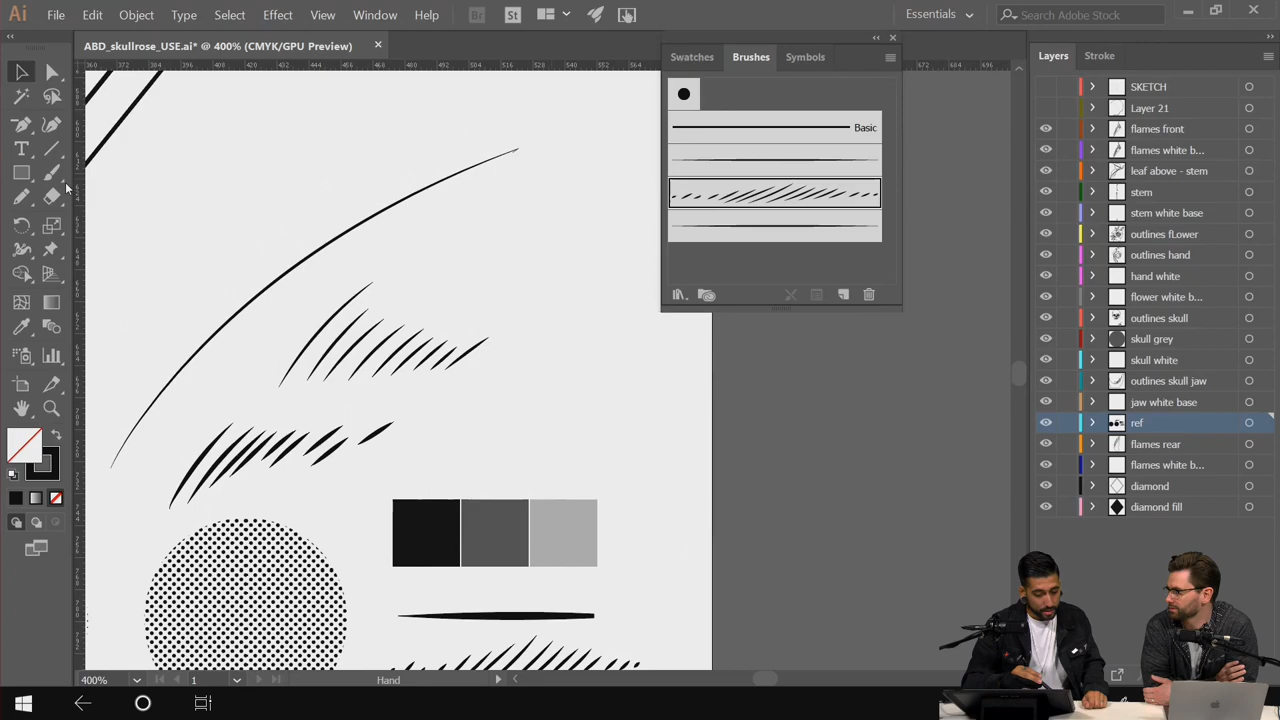 Ai File Edit Object Type Select Effect View Window Help Br St Essentials Search Adobe Stock
ABD_skullrose_USE.ai* @ 400% (CMYK/GPU Preview)
Swatches Brushes Symbols
Basic
Layers Stroke
SKETCH
Layer 21
flames front
flames white b...
leaf above - stem
stem
stem white base
outlines fLower
outlines hand
hand white
flower white b...
outlines skull
skull grey
skull white
outlines skull jaw
jaw white base
ref
flames rear
flames white b...
diamond
diamond fill
400% 1 Hand